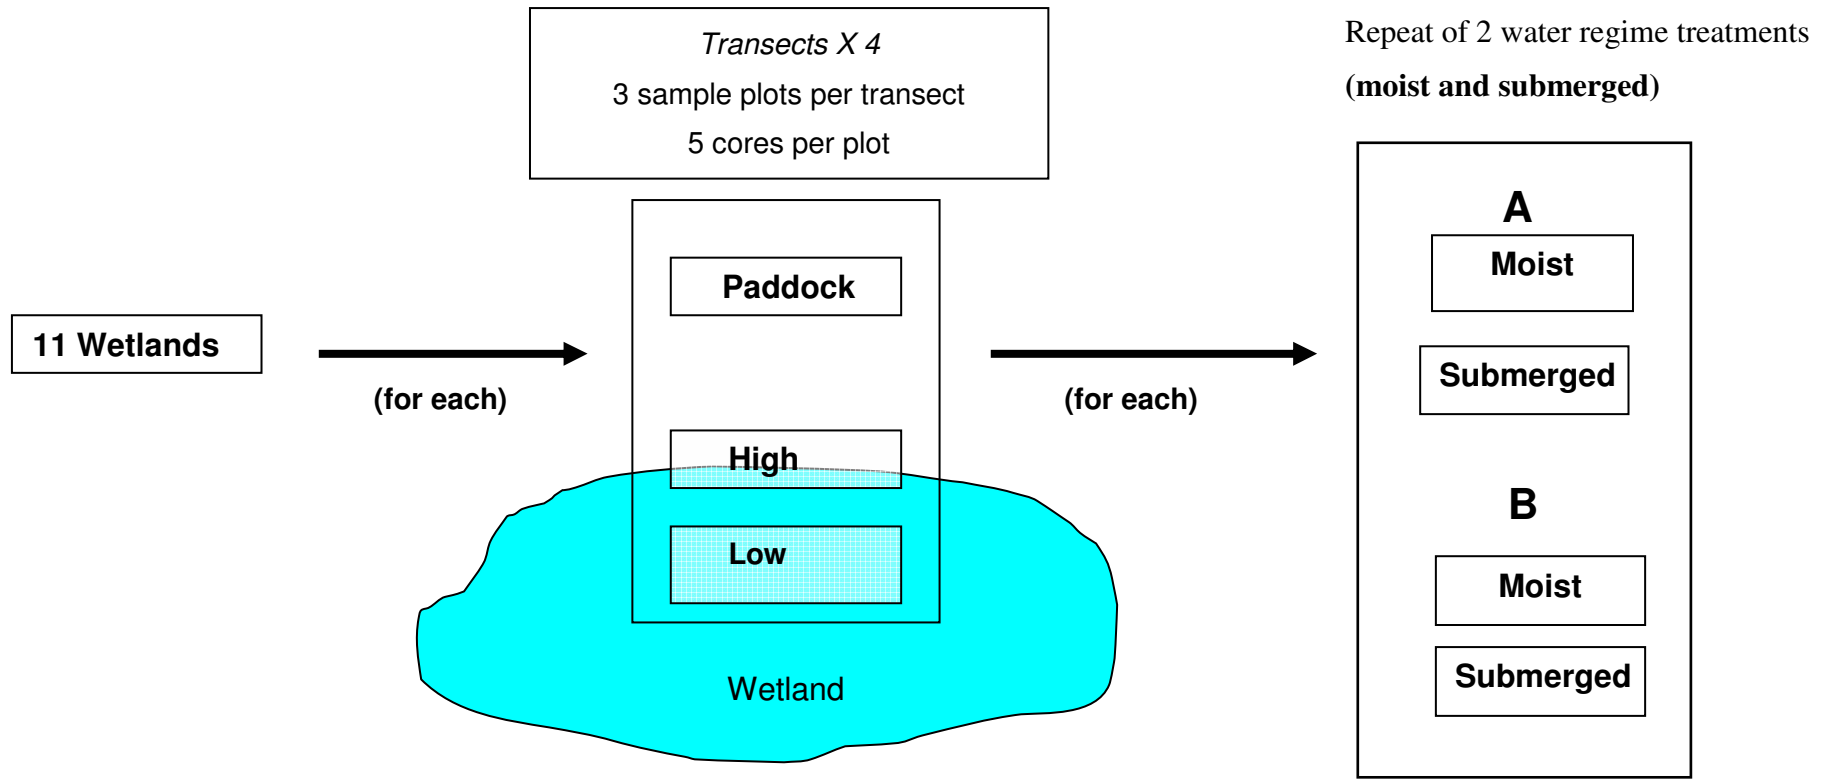 Transects X 4
3 sample plots per transect
5 cores per plot
Repeat of 2 water regime treatments
(moist and submerged)
11 Wetlands
(for each)
Paddock
High
Low
Wetland
(for each)
A
Moist
Submerged
B
Moist
Submerged